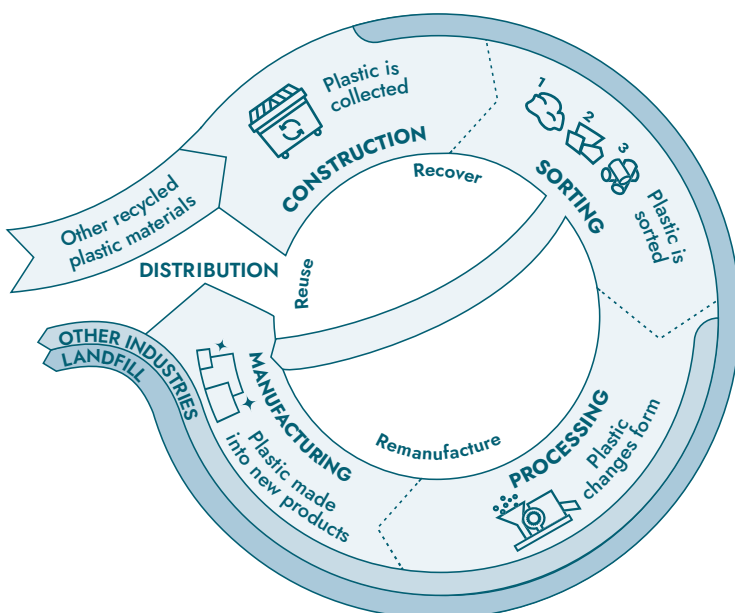 Plastic is
collected
CONSTRUCTION
Recover
1
2
3
SORTING
Plastic is
sorted
Other recycled
plastic materials
DISTRIBUTION
Reuse
OTHER INDUSTRIES
LANDFILL
MANUFACTURING
Plastic made
into new products
Remanufacture
PROCESSING
Plastic
changes form